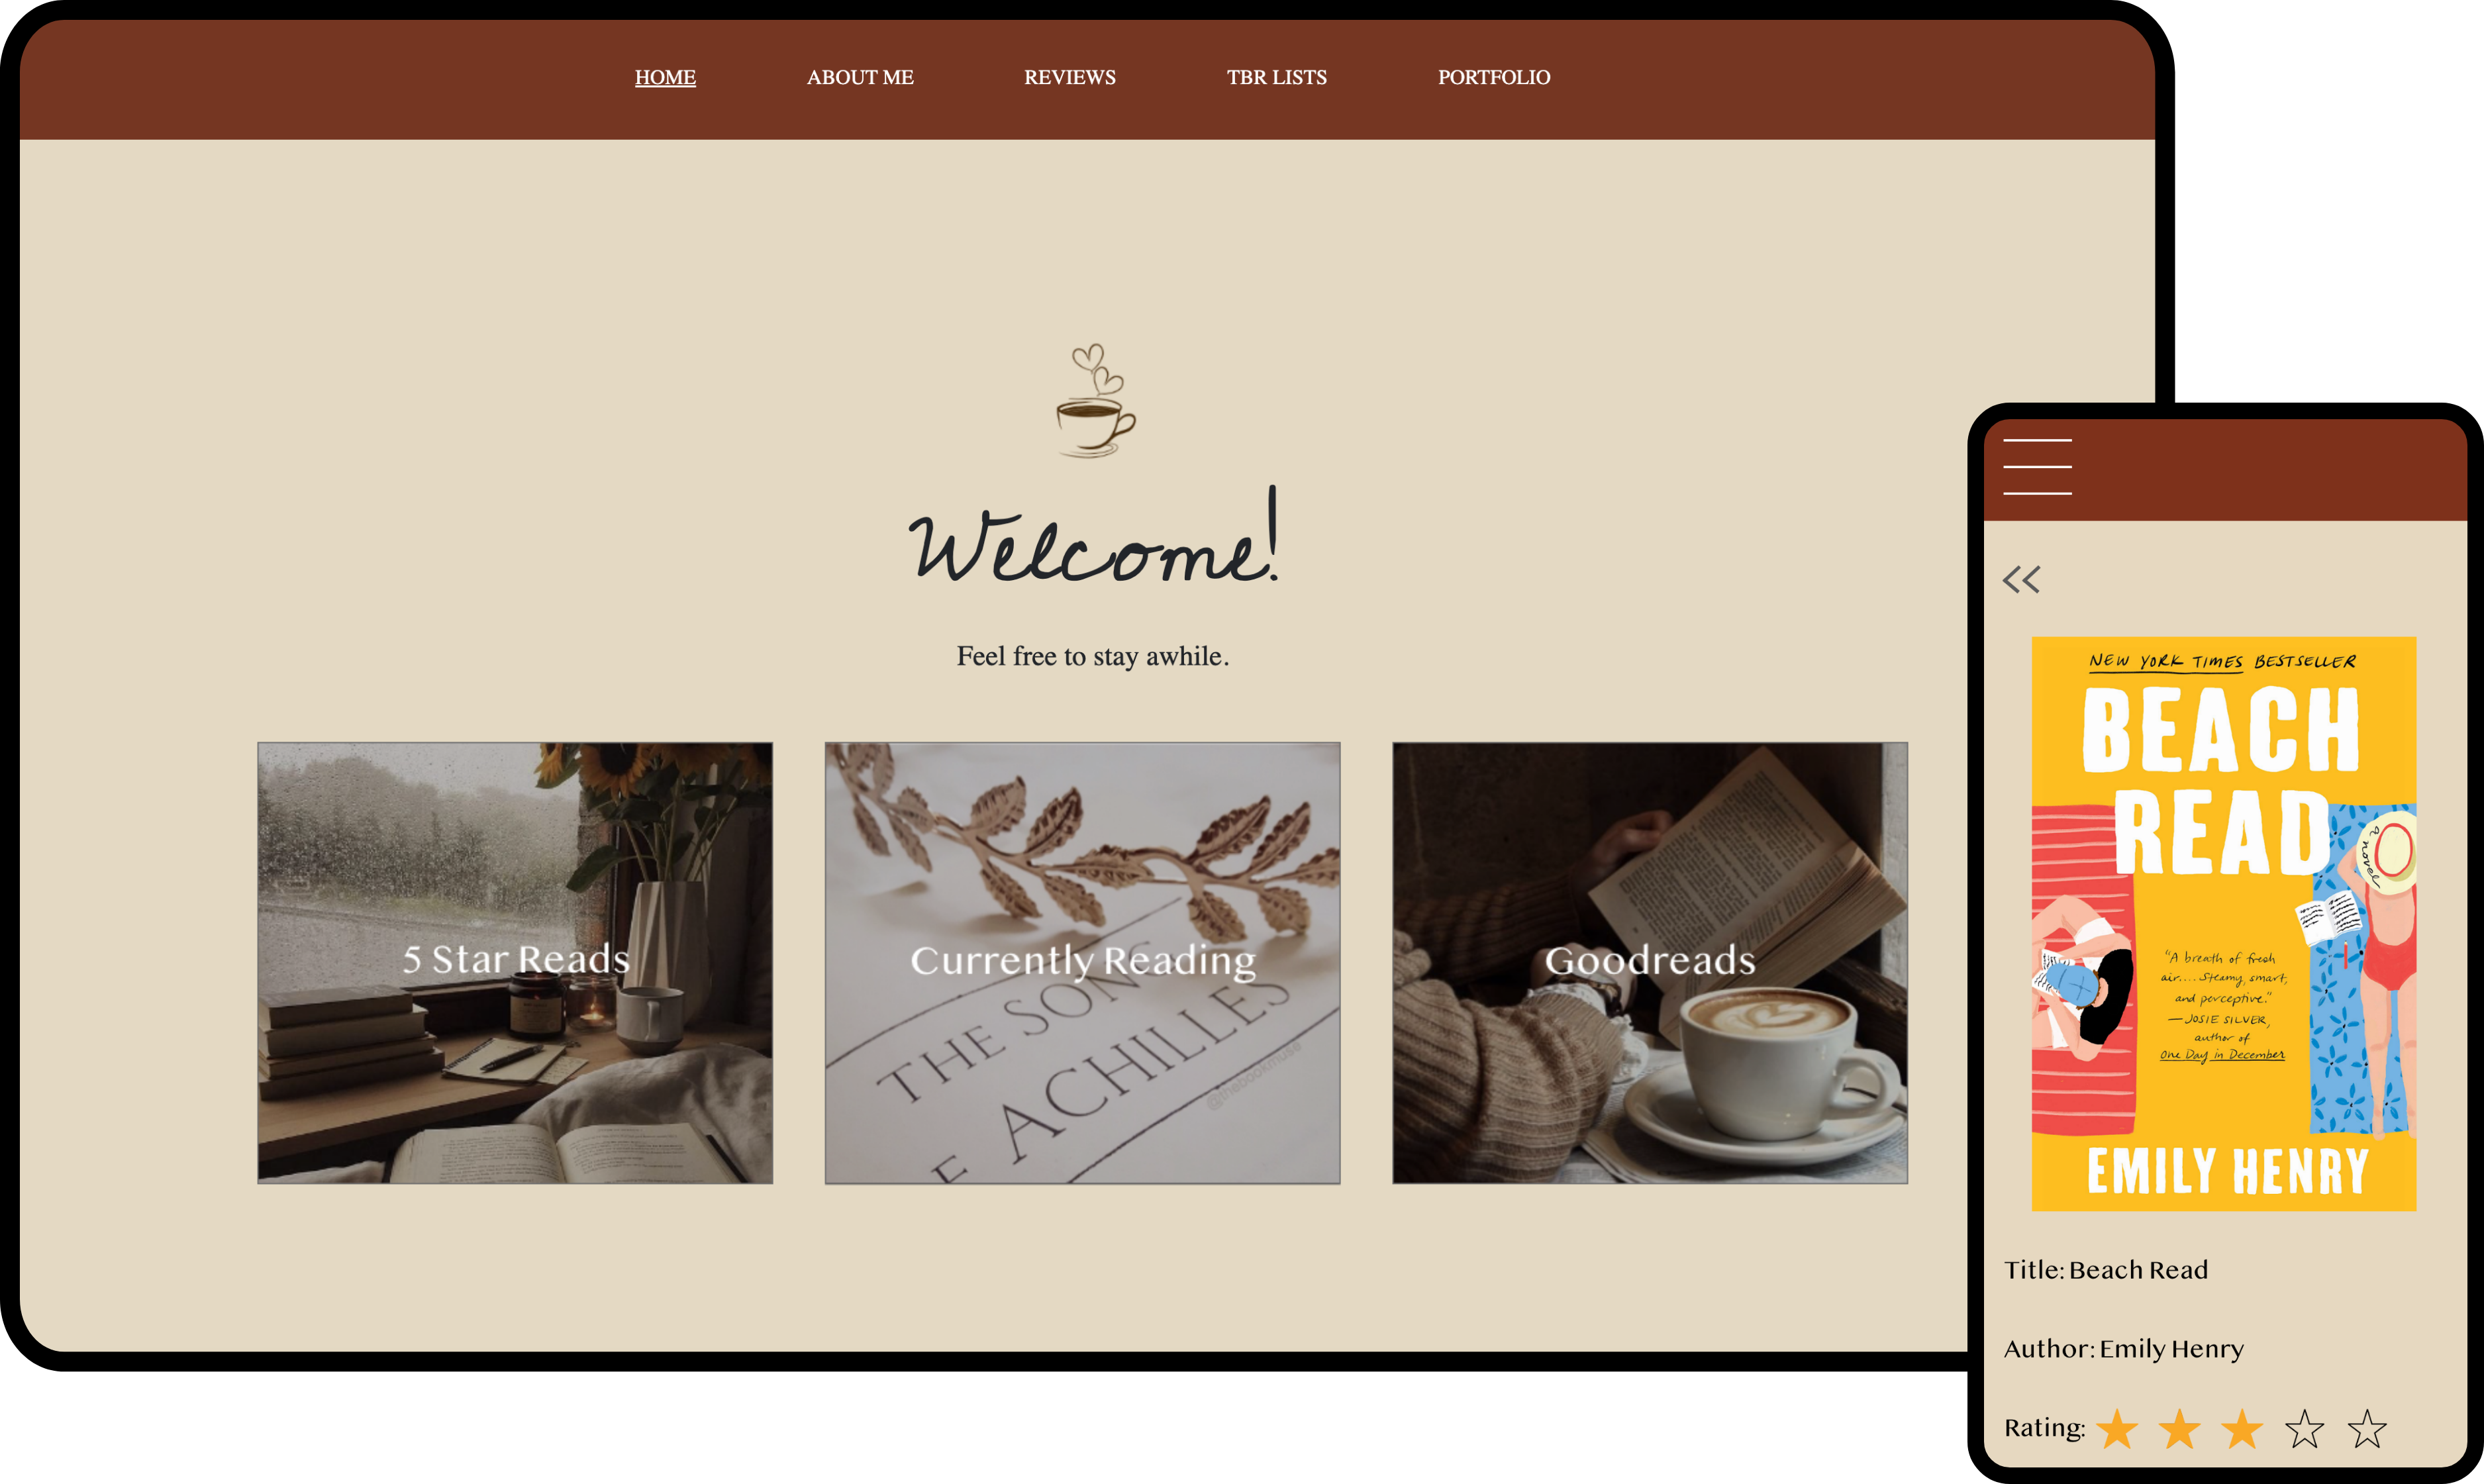 HOME ABOUT ME REVIEWS TBR LISTS PORTFOLIO
Welcome!
Feel free to stay awhile.
5 Star Reads
Currently Reading
THE SONG
F ACHILLES
@thebookmuse
Goodreads
NEW YORK TIMES BESTSELLER
BEACH
READ
a novel
"A breath of fresh
air.... Steamy, smart,
and perceptive."
— JOSIE SILVER,
author of
One Day in December
EMILY HENRY
Title: Beach Read
Author: Emily Henry
Rating: